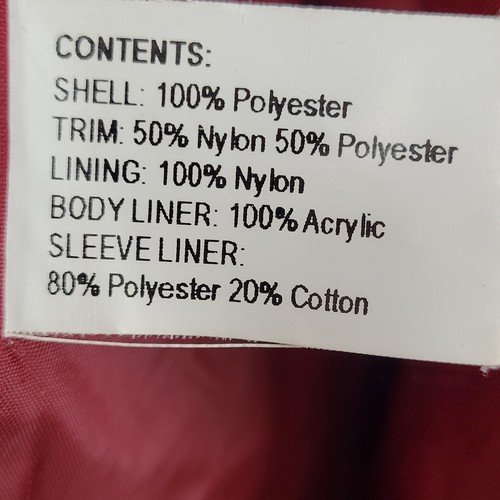 CONTENTS:
SHELL: 100% Polyester
TRIM: 50% Nylon 50% Polyester
LINING: 100% Nylon
BODY LINER: 100% Acrylic
SLEEVE LINER:
80% Polyester 20% Cotton